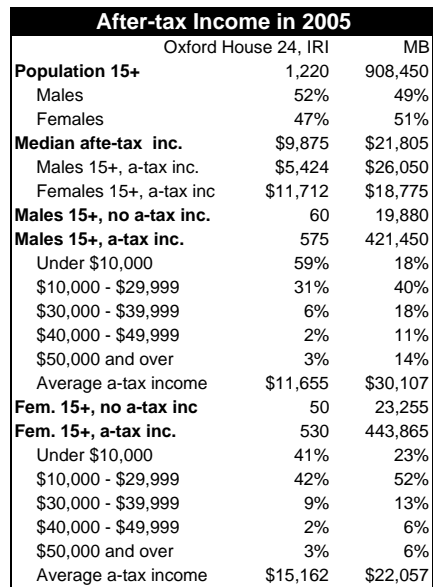 After-tax Income in 2005
Oxford House 24, IRI MB
Population 15+ 1,220 908,450
Males 52% 49%
Females 47% 51%
Median afte-tax inc. $9,875 $21,805
Males 15+, a-tax inc. $5,424 $26,050
Females 15+, a-tax inc $11,712 $18,775
Males 15+, no a-tax inc. 60 19,880
Males 15+, a-tax inc. 575 421,450
Under $10,000 59% 18%
$10,000 - $29,999 31% 40%
$30,000 - $39,999 6% 18%
$40,000 - $49,999 2% 11%
$50,000 and over 3% 14%
Average a-tax income $11,655 $30,107
Fem. 15+, no a-tax inc 50 23,255
Fem. 15+, a-tax inc. 530 443,865
Under $10,000 41% 23%
$10,000 - $29,999 42% 52%
$30,000 - $39,999 9% 13%
$40,000 - $49,999 2% 6%
$50,000 and over 3% 6%
Average a-tax income $15,162 $22,057